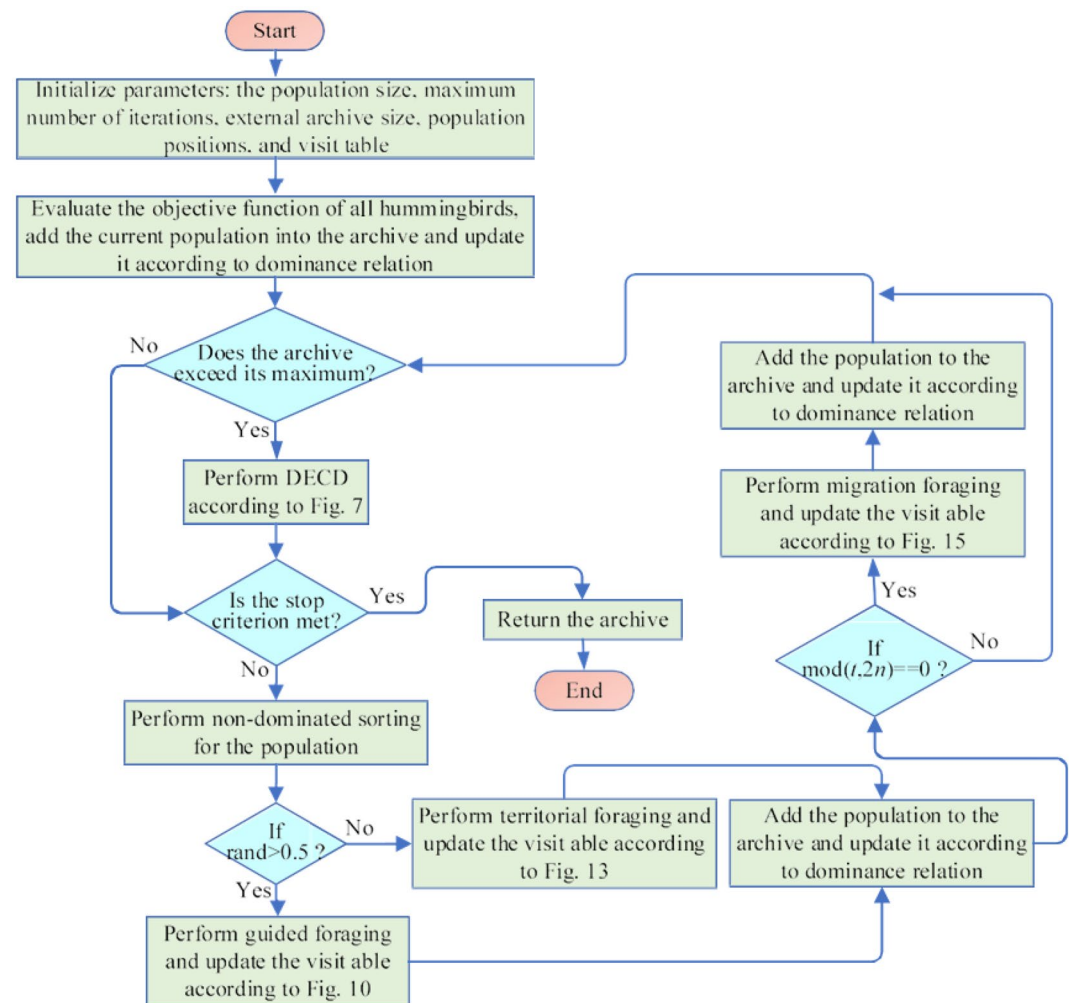 Start
Initialize parameters: the population size, maximum
number of iterations, external archive size, population
positions, and visit table
Evaluate the objective function of all hummingbirds,
add the current population into the archive and update
it according to dominance relation
No
Does the archive
exceed its maximum?
Yes
Perform DECD
according to Fig. 7
Is the stop
criterion met?
Yes
Return the archive
End
No
Perform non-dominated sorting
for the population
If
rand>0.5 ?
No
Perform territorial foraging and
update the visit able according
to Fig. 13
Yes
Perform guided foraging
and update the visit able
according to Fig. 10
Add the population to the
archive and update it according
to dominance relation
If
mod(t,2n)==0 ?
No
Yes
Perform migration foraging
and update the visit able
according to Fig. 15
Add the population to the
archive and update it according
to dominance relation